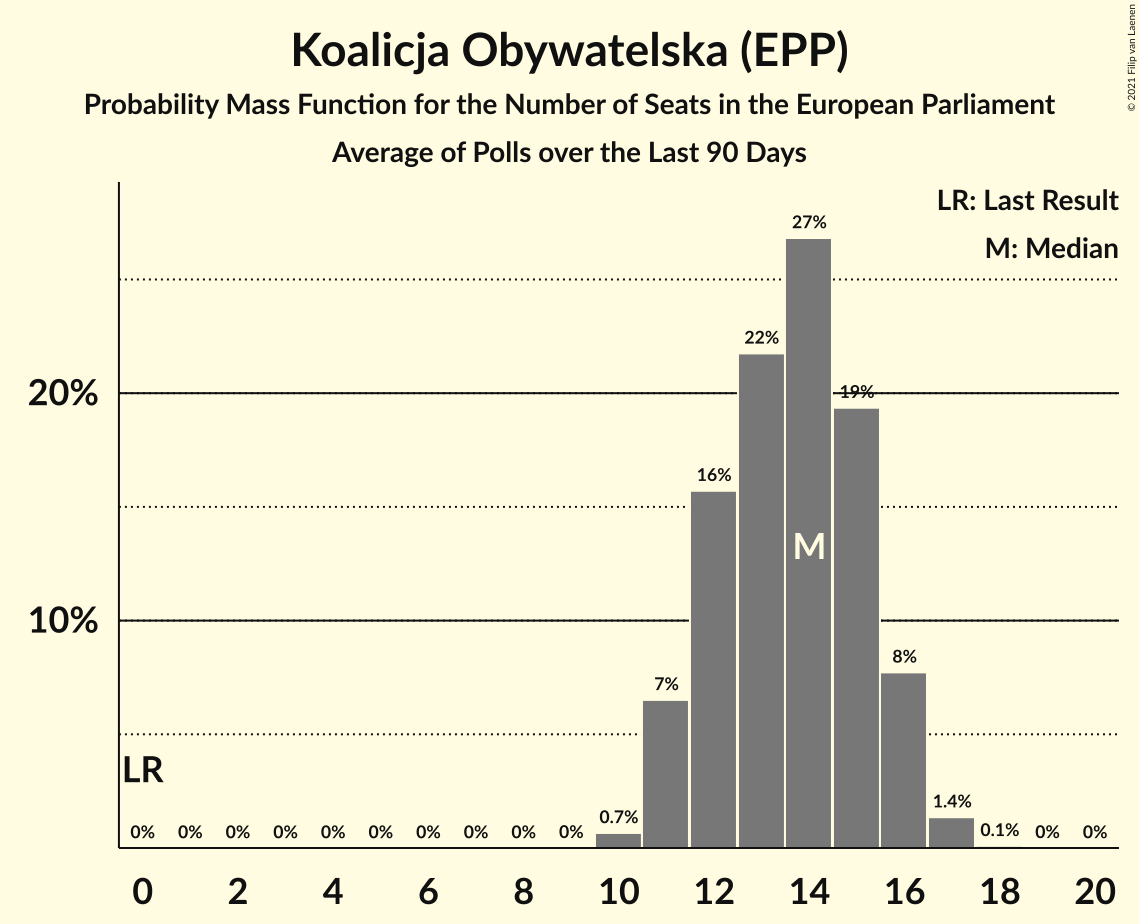 © 2021 Filip van Laenen
Koalicja Obywatelska (EPP)
Probability Mass Function for the Number of Seats in the European Parliament
Average of Polls over the Last 90 Days
LR: Last Result
M: Median
27%
22%
20%
19%
16%
M
10%
8%
7%
LR
1.4%
0.7%
0% 0% 0% 0% 0% 0% 0% 0% 0% 0% 0.1% 0% 0%
0 2 4 6 8 10 12 14 16 18 20